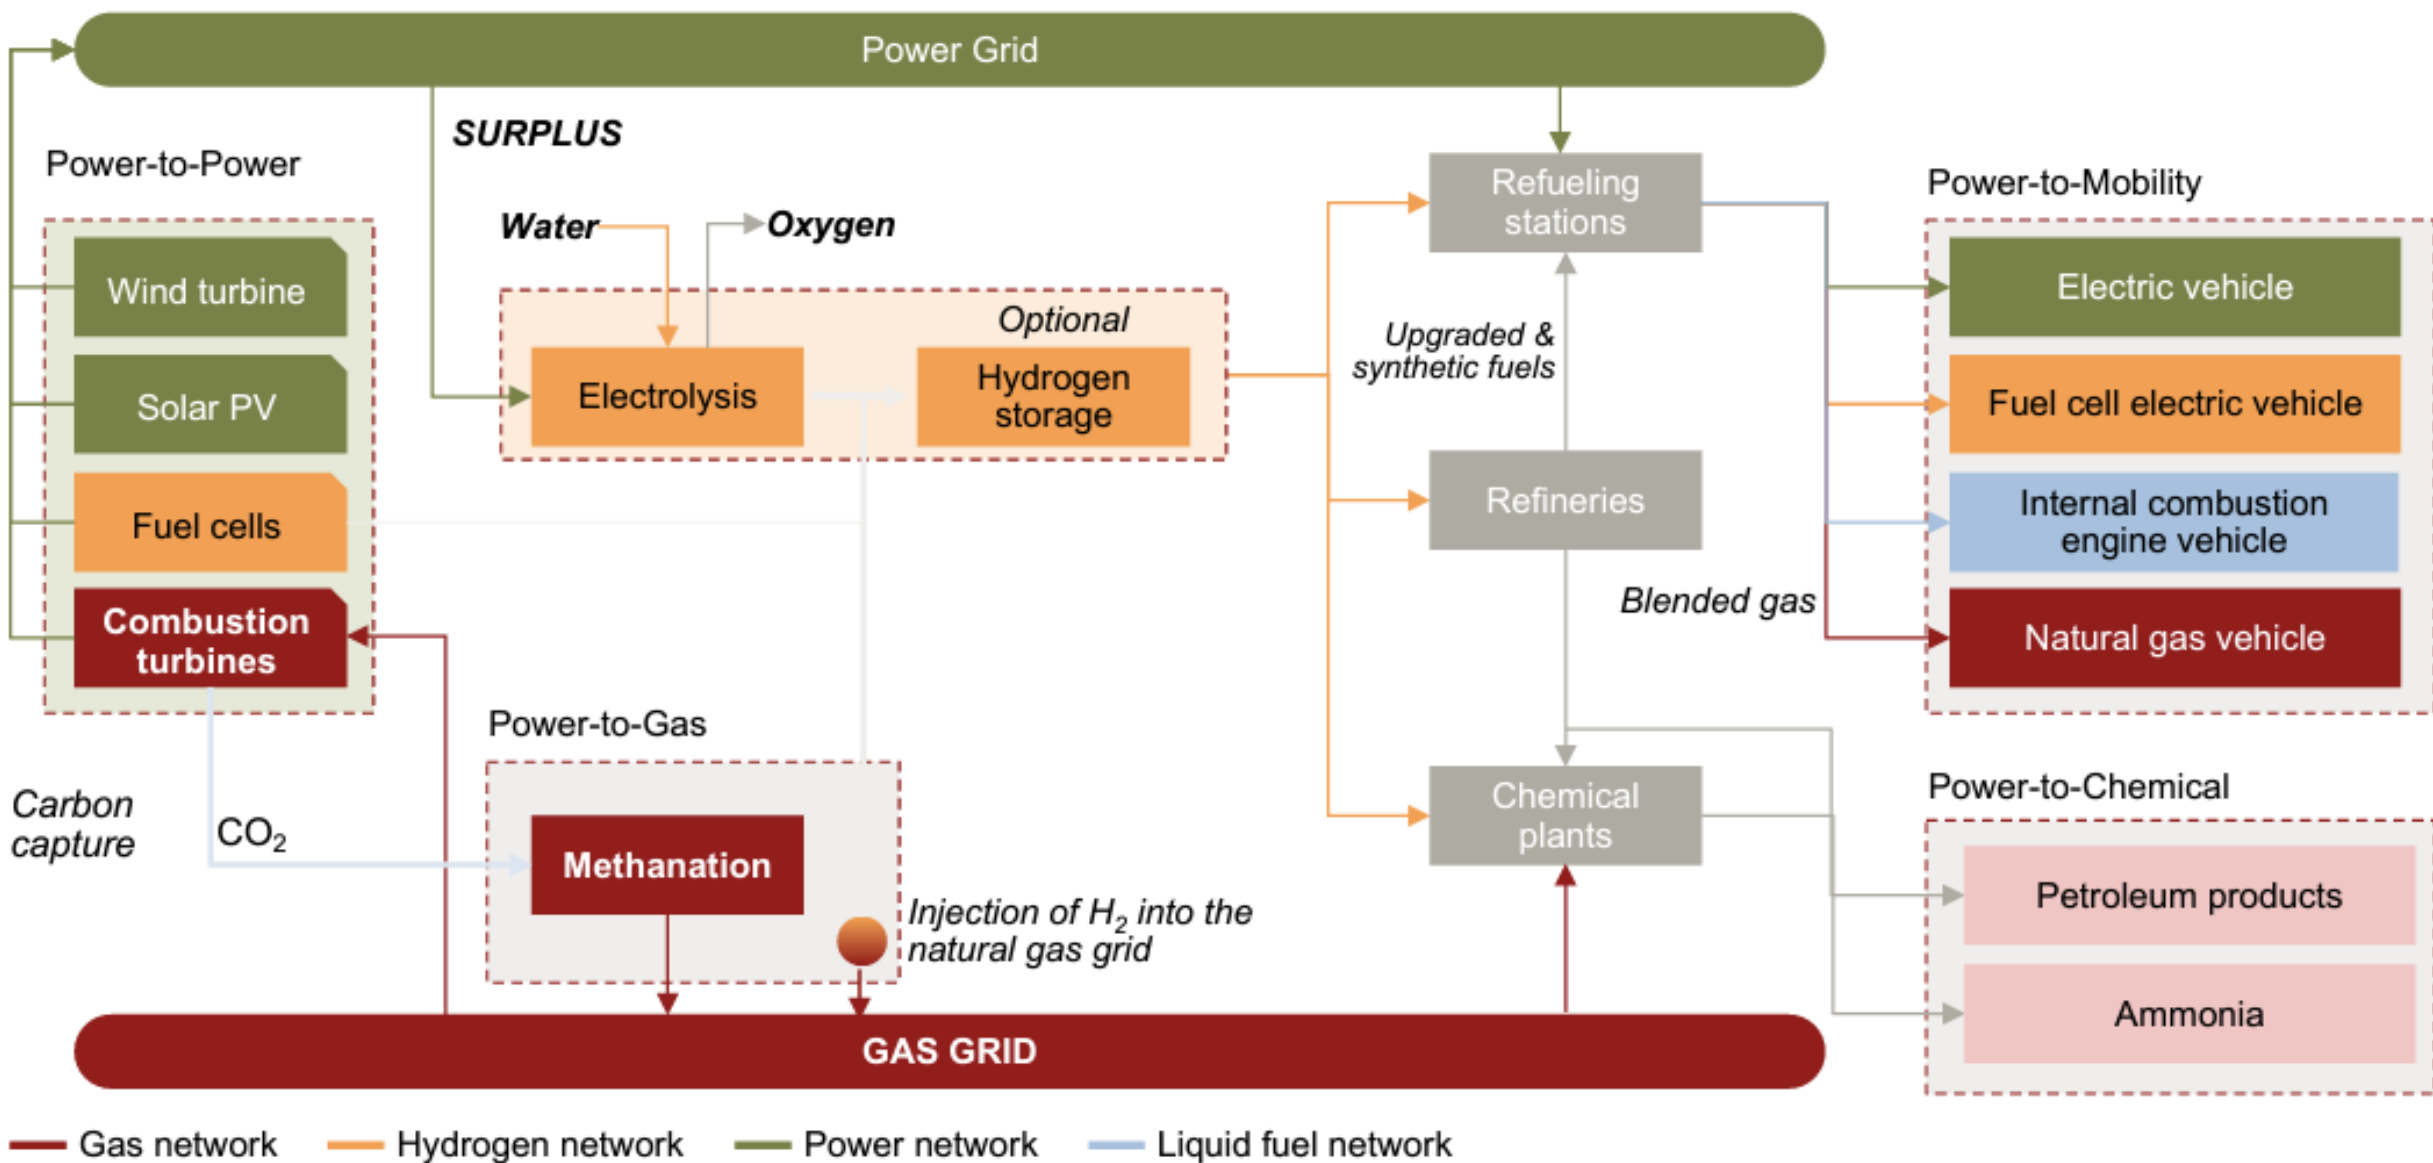 Power Grid
SURPLUS
Power-to-Power
Wind turbine
Solar PV
Fuel cells
Combustion
turbines
Carbon
capture
CO₂
Water
Oxygen
Optional
Electrolysis
Hydrogen
storage
Power-to-Gas
Methanation
Injection of H₂ into the
natural gas grid
Refueling
stations
Upgraded &
synthetic fuels
Refineries
Blended gas
Chemical
plants
Power-to-Mobility
Electric vehicle
Fuel cell electric vehicle
Internal combustion
engine vehicle
Natural gas vehicle
Power-to-Chemical
Petroleum products
Ammonia
GAS GRID
Gas network
Hydrogen network
Power network
Liquid fuel network